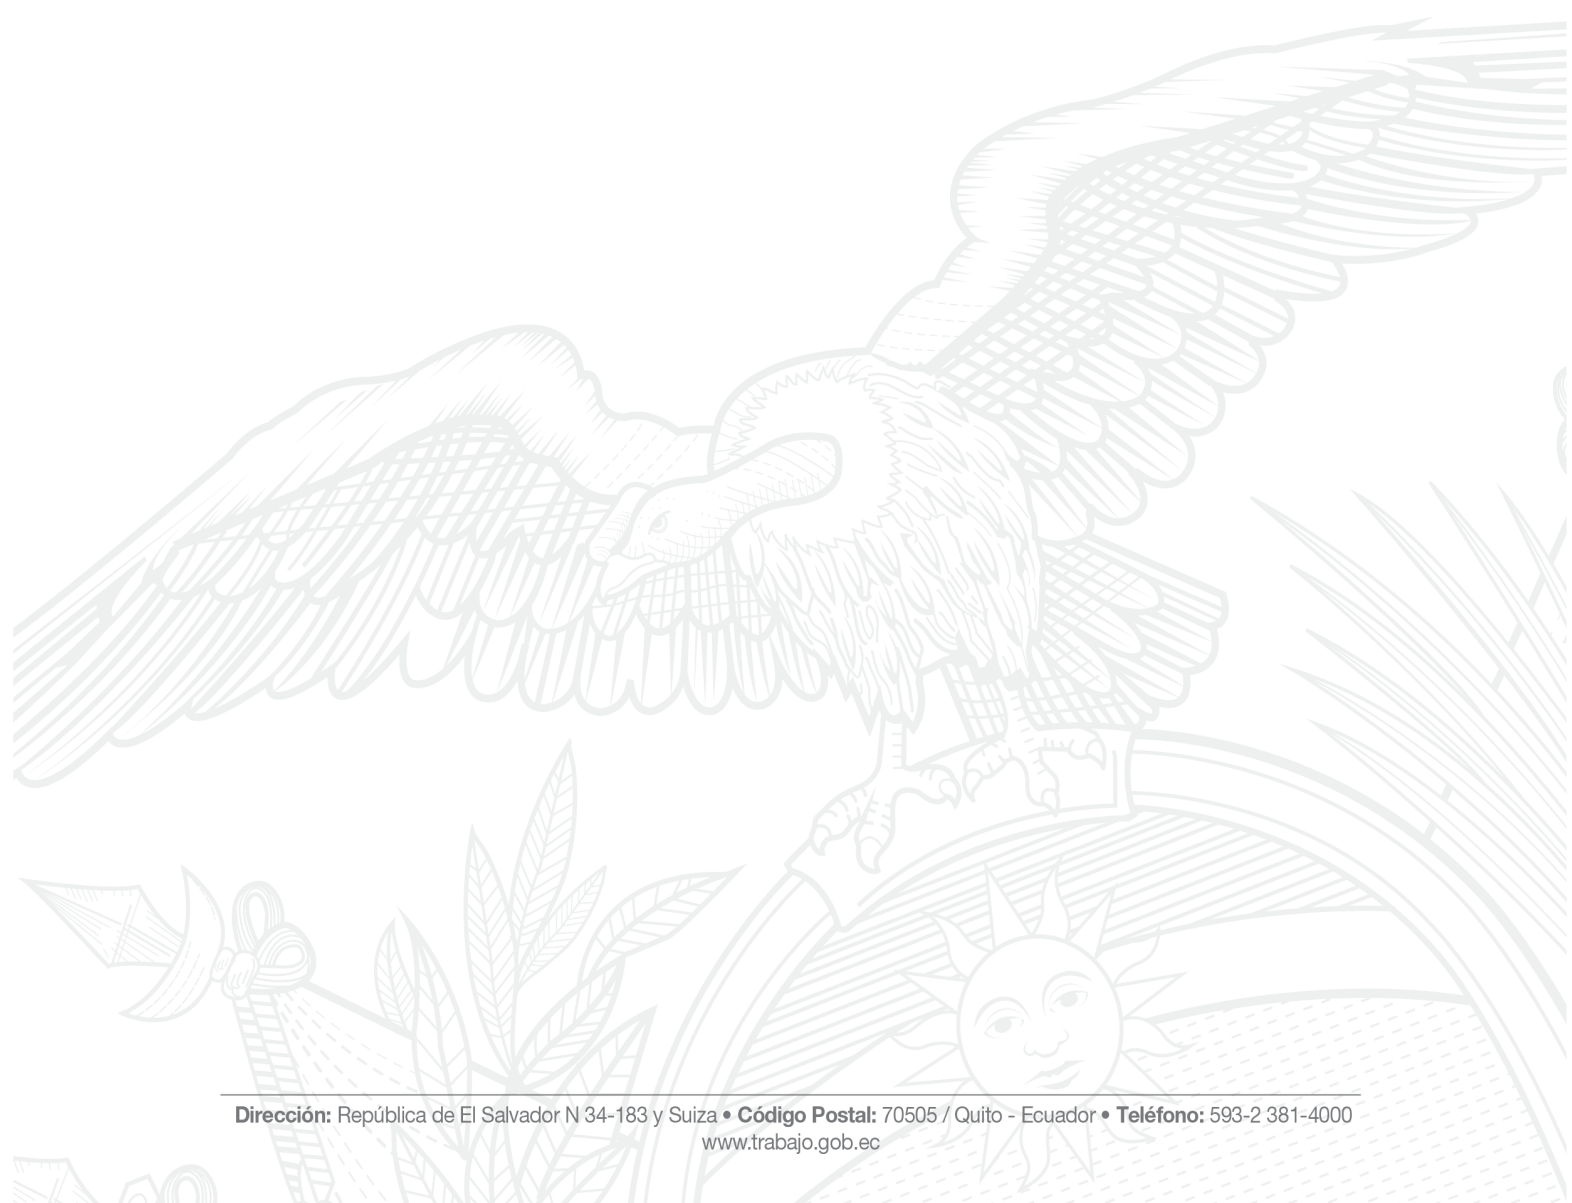 Dirección: República de El Salvador N 34-183 y Suiza • Código Postal: 70505 / Quito - Ecuador • Teléfono: 593-2 381-4000
www.trabajo.gob.ec